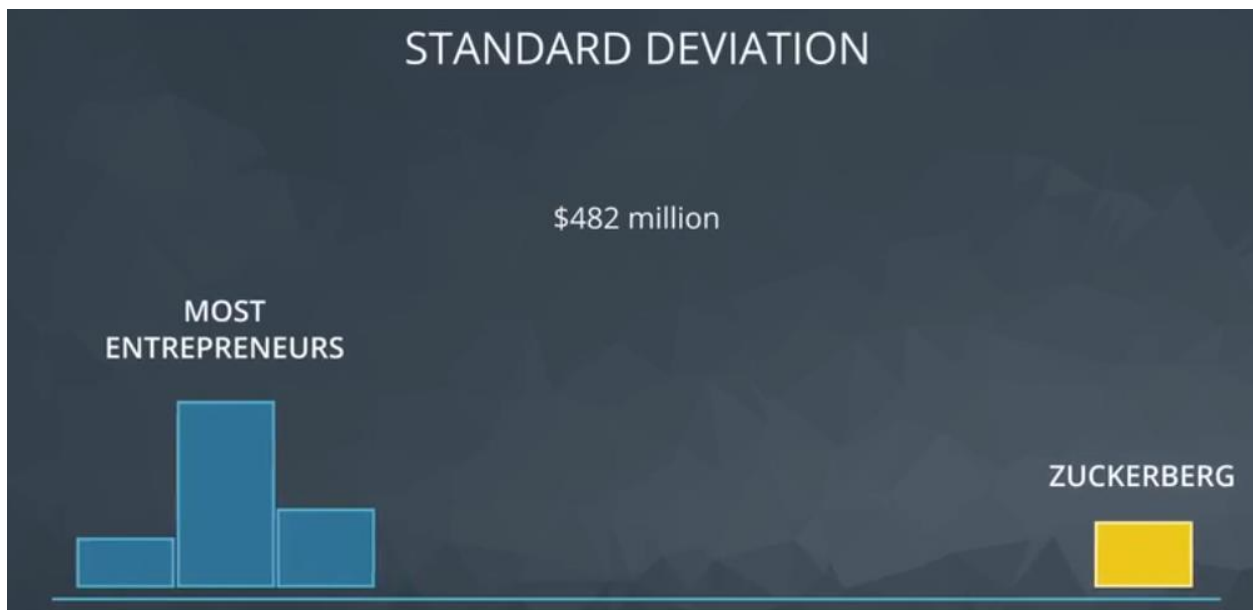 STANDARD DEVIATION
$482 million
MOST
ENTREPRENEURS
ZUCKERBERG